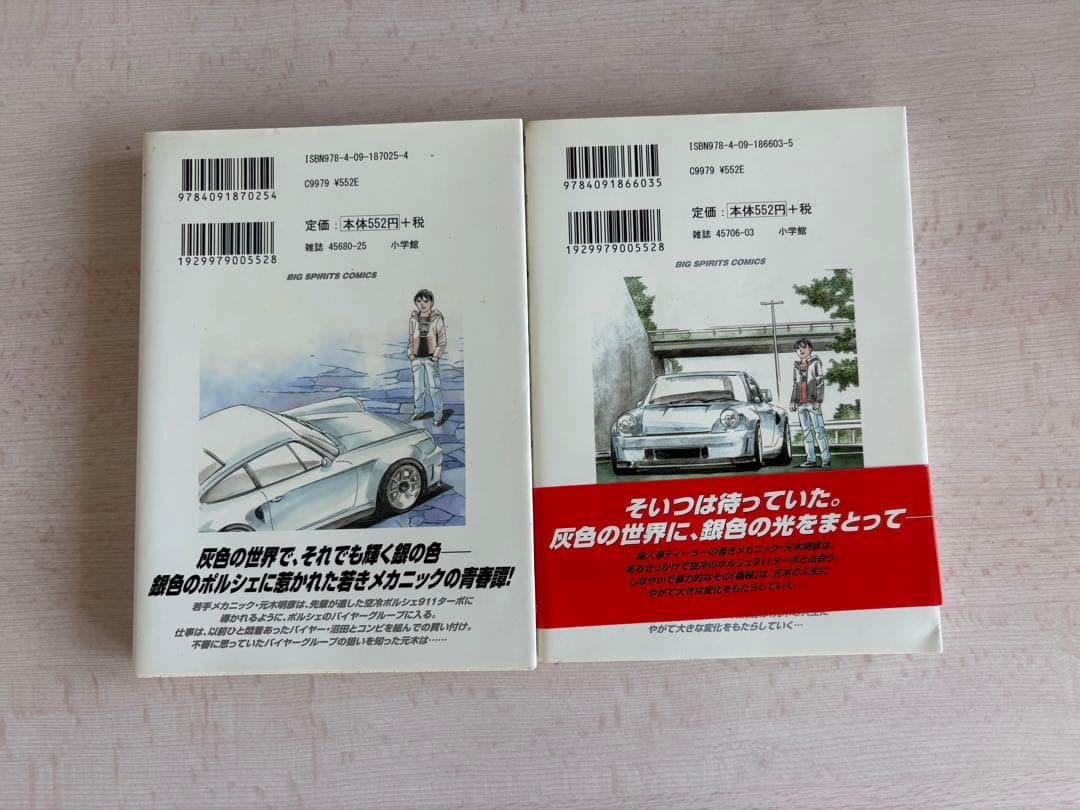 ISBN978-4-09-187025-4
C9979 ¥552E
9784091870254
定価：本体552円＋税
雑誌 45680-25 小学館
1929979005528
BIG SPIRITS COMICS
灰色の世界で、それでも輝く銀の色──
銀色のポルシェに惹かれた若きメカニックの青春譚!
若手メカニック・元木明彦は、先輩が遺した空冷ポルシェ911ターボに
導かれるように、ポルシェのバイヤーグループに入る。
仕事は、以前ひと悶着あったバイヤー・沼田とコンビを組んでの買い付け。
不審に思っていたバイヤーグループの狙いを知った元木は……
ISBN978-4-09-186603-5
C9979 ¥552E
9784091866035
定価：本体552円＋税
雑誌 45706-03 小学館
1929979005528
BIG SPIRITS COMICS
そいつは待っていた。
灰色の世界に、銀色の光をまとって──
輸入車ディーラーの若きメカニック・元木明彦は、
あるきっかけで空冷のポルシェ911ターボと出会う。
しなやかで暴力的なその「機械」は、元木の人生に
やがて大きな変化をもたらしていく…
やがて大きな変化をもたらしていく…